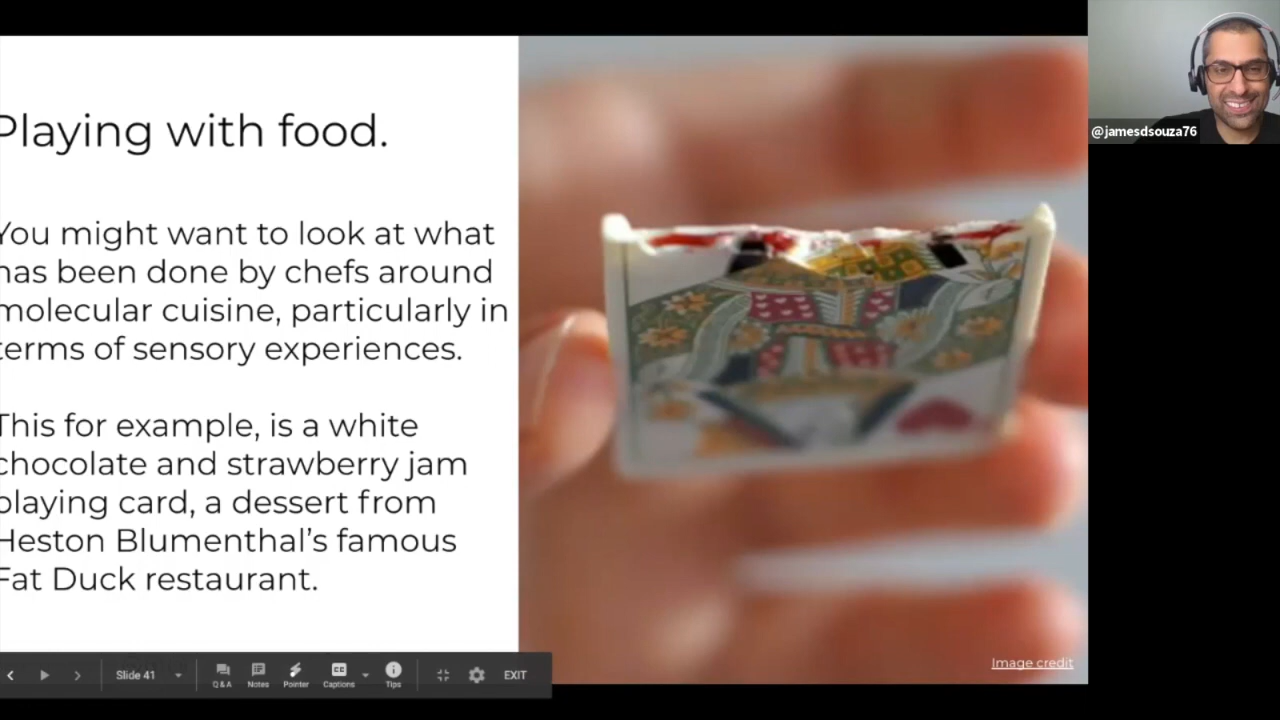 Playing with food.
You might want to look at what
has been done by chefs around
molecular cuisine, particularly in
terms of sensory experiences.
This for example, is a white
chocolate and strawberry jam
playing card, a dessert from
Heston Blumenthal's famous
Fat Duck restaurant.
@jamesdsouza76
Image credit
Slide 41
Q&A
Notes
Pointer
CC
Captions
Tips
EXIT